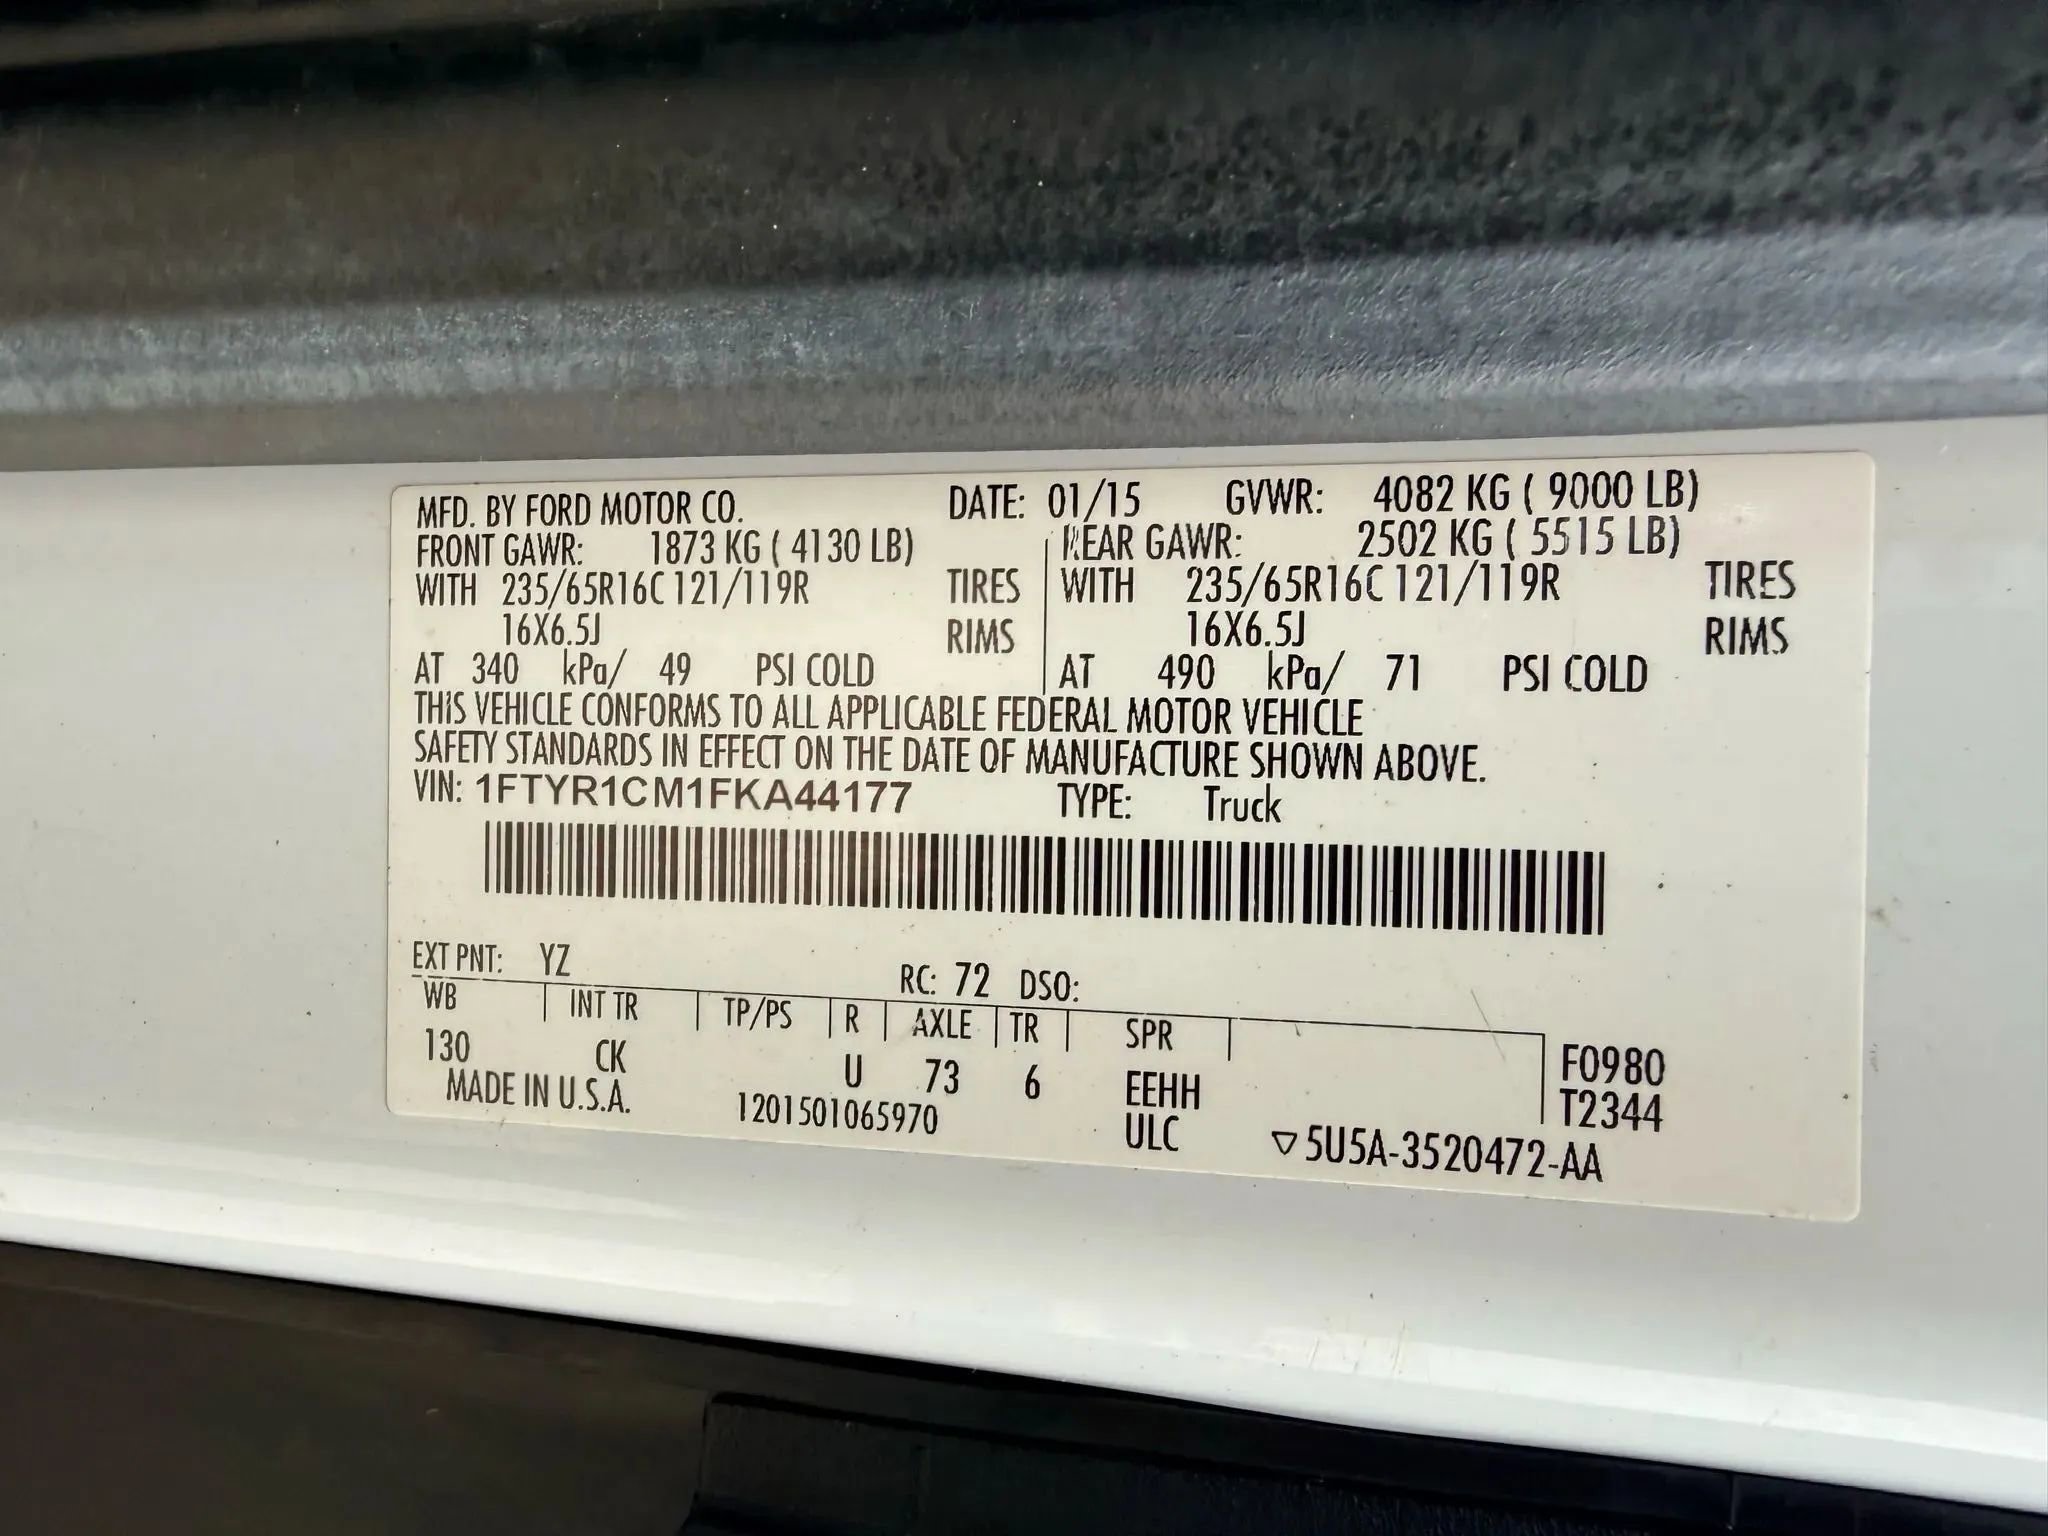 MFD. BY FORD MOTOR CO. DATE: 01/15 GVWR: 4082 KG ( 9000 LB)
FRONT GAWR: 1873 KG ( 4130 LB) REAR GAWR: 2502 KG ( 5515 LB)
WITH 235/65R16C 121/119R TIRES WITH 235/65R16C 121/119R TIRES
16X6.5J RIMS 16X6.5J RIMS
AT 340 kPa/ 49 PSI COLD AT 490 kPa/ 71 PSI COLD
THIS VEHICLE CONFORMS TO ALL APPLICABLE FEDERAL MOTOR VEHICLE
SAFETY STANDARDS IN EFFECT ON THE DATE OF MANUFACTURE SHOWN ABOVE.
VIN: 1FTYR1CM1FKA44177 TYPE: Truck
EXT PNT: YZ RC: 72 DSO:
WB INT TR TP/PS R AXLE TR SPR
130 CK U 73 6 EEHH F0980
MADE IN U.S.A. 1201501065970 ULC T2344
▽5U5A-3520472-AA